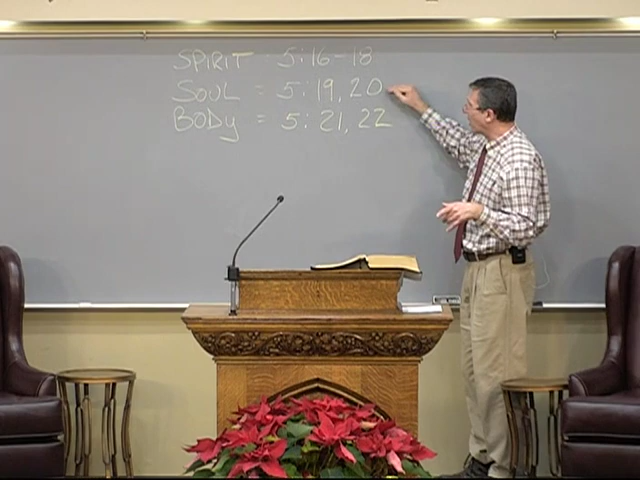 SPIRIT - 5:16-18
SOUL = 5:19, 20
BODy = 5:21, 22